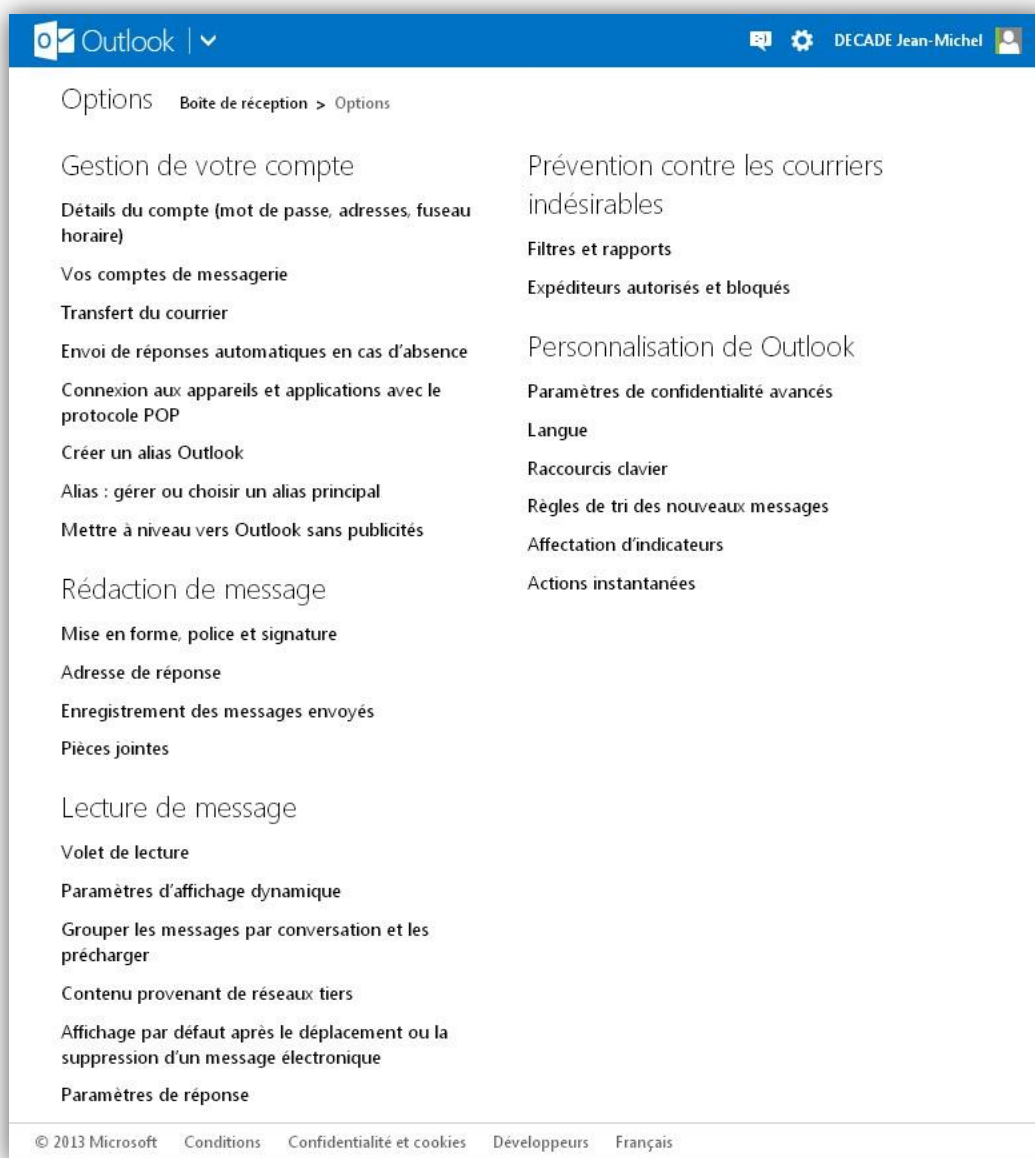 Outlook
DECADE Jean-Michel
Options
Boîte de réception > Options
Gestion de votre compte
Détails du compte (mot de passe, adresses, fuseau
horaire)
Vos comptes de messagerie
Transfert du courrier
Envoi de réponses automatiques en cas d'absence
Connexion aux appareils et applications avec le
protocole POP
Créer un alias Outlook
Alias : gérer ou choisir un alias principal
Mettre à niveau vers Outlook sans publicités
Rédaction de message
Mise en forme, police et signature
Adresse de réponse
Enregistrement des messages envoyés
Pièces jointes
Lecture de message
Volet de lecture
Paramètres d'affichage dynamique
Grouper les messages par conversation et les
précharger
Contenu provenant de réseaux tiers
Affichage par défaut après le déplacement ou la
suppression d'un message électronique
Paramètres de réponse
Prévention contre les courriers
indésirables
Filtres et rapports
Expéditeurs autorisés et bloqués
Personnalisation de Outlook
Paramètres de confidentialité avancés
Langue
Raccourcis clavier
Règles de tri des nouveaux messages
Affectation d'indicateurs
Actions instantanées
© 2013 Microsoft Conditions Confidentialité et cookies Développeurs Français